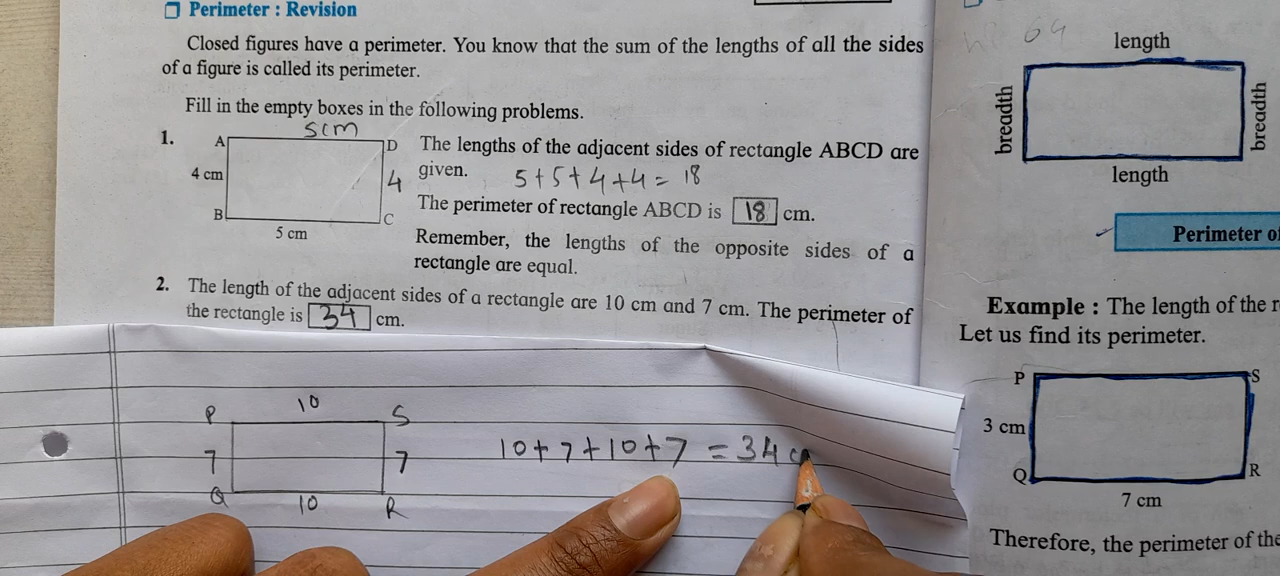 Perimeter : Revision
Closed figures have a perimeter. You know that the sum of the lengths of all the sides
of a figure is called its perimeter.
Fill in the empty boxes in the following problems.
1.
5cm
A
D
4 cm
4
B
C
5 cm
The lengths of the adjacent sides of rectangle ABCD are
given. 5+5+4+4= 18
The perimeter of rectangle ABCD is 18 cm.
Remember, the lengths of the opposite sides of a
rectangle are equal.
2. The length of the adjacent sides of a rectangle are 10 cm and 7 cm. The perimeter of
the rectangle is 34 cm.
P 10 S
7 7
Q 10 R
10+7+10+7 = 34 c
64
length
breadth
breadth
length
Perimeter
Example : The length of the
Let us find its perimeter.
P
S
3 cm
Q
R
7 cm
Therefore, the perimeter of the